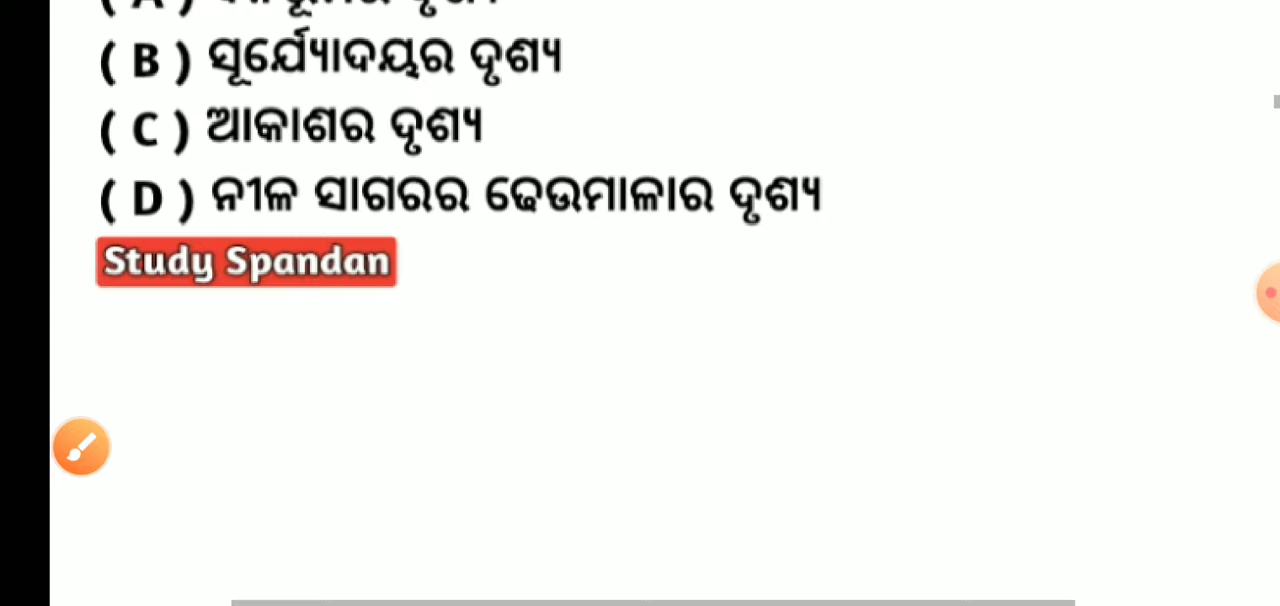 ( B ) ସୂର୍ଯ୍ୟୋଦୟର ଦୃଶ୍ୟ
( C ) ଆକାଶର ଦୃଶ୍ୟ
( D ) ନୀଳ ସାଗରର ଢେଉମାଳାର ଦୃଶ୍ୟ
Study Spandan